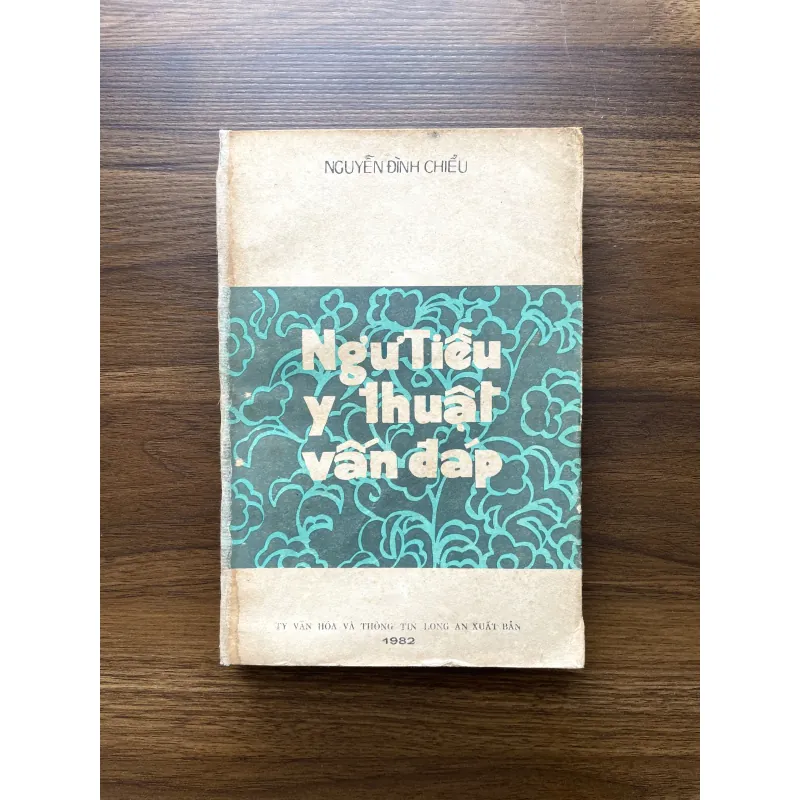 NGUYỄN ĐÌNH CHIỂU
Ngư Tiều
y thuật
vấn đáp
TY VĂN HÓA VÀ THÔNG TIN LONG AN XUẤT BẢN
1982